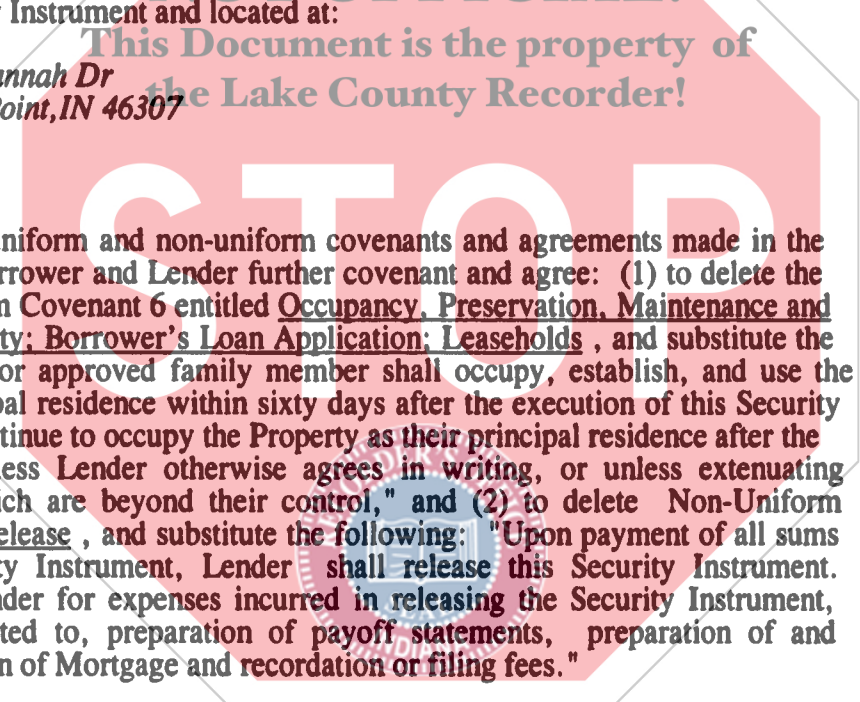 Instrument and located at:
This Document is the property of
annah Dr
the Lake County Recorder!
Point,IN 46307
STOP
niform and non-uniform covenants and agreements made in the
rrower and Lender further covenant and agree: (1) to delete the
n Covenant 6 entitled Occupancy, Preservation, Maintenance and
ty; Borrower's Loan Application; Leaseholds , and substitute the
or approved family member shall occupy, establish, and use the
pal residence within sixty days after the execution of this Security
tinue to occupy the Property as their principal residence after the
less Lender otherwise agrees in writing, or unless extenuating
ich are beyond their control," and (2) to delete Non-Uniform
elease , and substitute the following: "Upon payment of all sums
ty Instrument, Lender shall release this Security Instrument.
nder for expenses incurred in releasing the Security Instrument,
ted to, preparation of payoff statements, preparation of and
n of Mortgage and recordation or filing fees."
SEAL
INDIANA